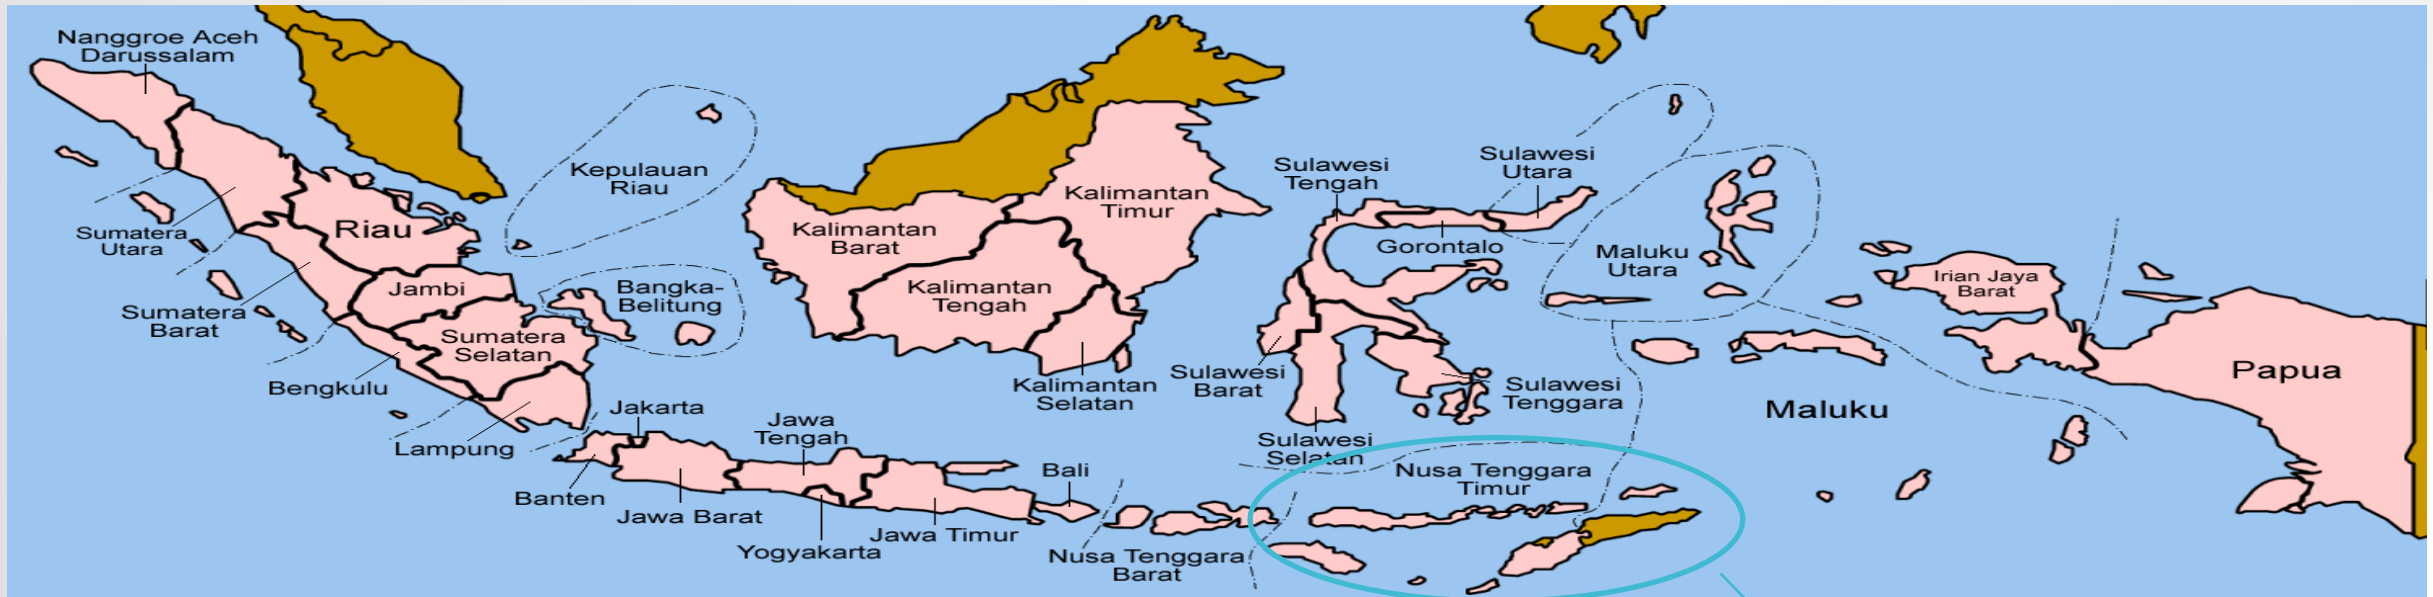 Nanggroe Aceh
Darussalam
Kepulauan
Riau
Sumatera
Utara
Riau
Sumatera
Barat
Jambi
Bangka-
Belitung
Sumatera
Selatan
Bengkulu
Lampung
Jakarta
Banten
Jawa Barat
Jawa
Tengah
Yogyakarta
Jawa Timur
Bali
Nusa Tenggara
Barat
Nusa Tenggara
Timur
Kalimantan
Barat
Kalimantan
Tengah
Kalimantan
Timur
Kalimantan
Selatan
Sulawesi
Tengah
Sulawesi
Utara
Gorontalo
Sulawesi
Barat
Sulawesi
Selatan
Sulawesi
Tenggara
Maluku
Utara
Maluku
Irian Jaya
Barat
Papua